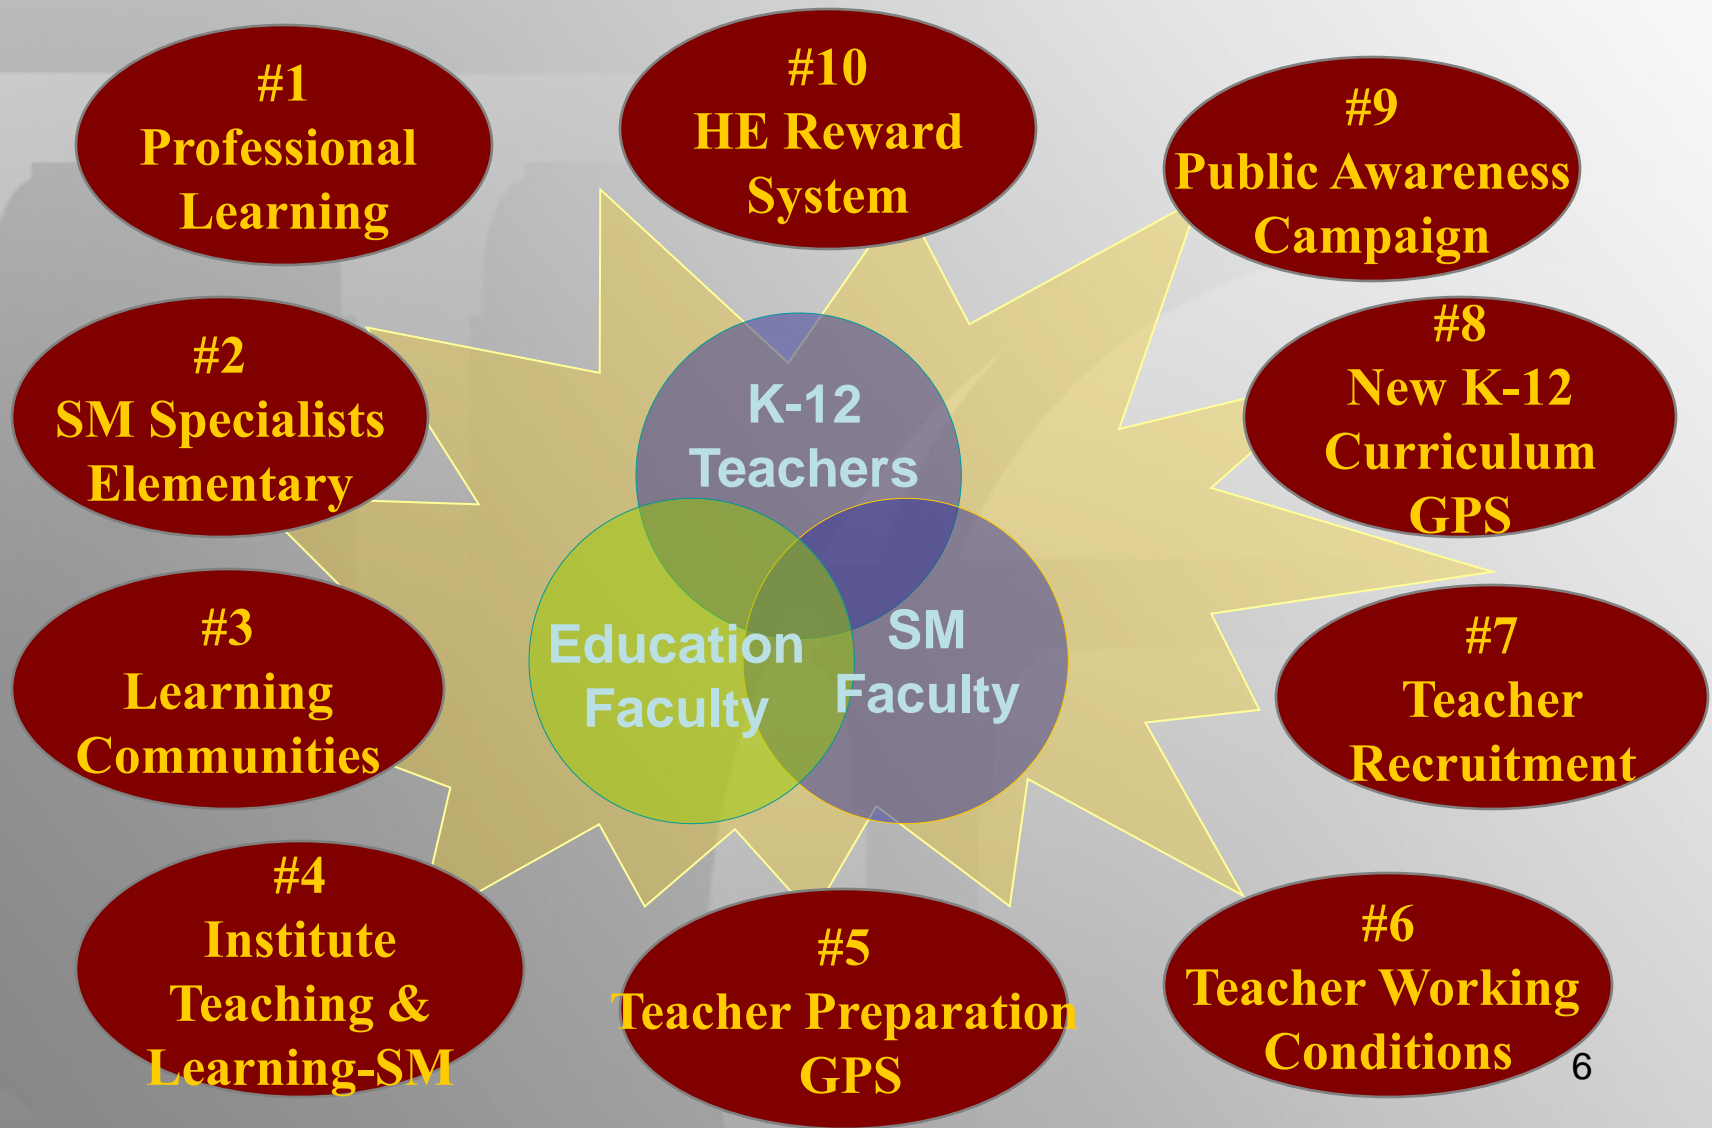 #1
Professional
Learning
#10
HE Reward
System
#9
Public Awareness
Campaign
#2
SM Specialists
Elementary
#8
New K-12
Curriculum
GPS
K-12
Teachers
Education
Faculty
SM
Faculty
#3
Learning
Communities
#7
Teacher
Recruitment
#4
Institute
Teaching &
Learning-SM
#5
Teacher Preparation
GPS
#6
Teacher Working
Conditions
6